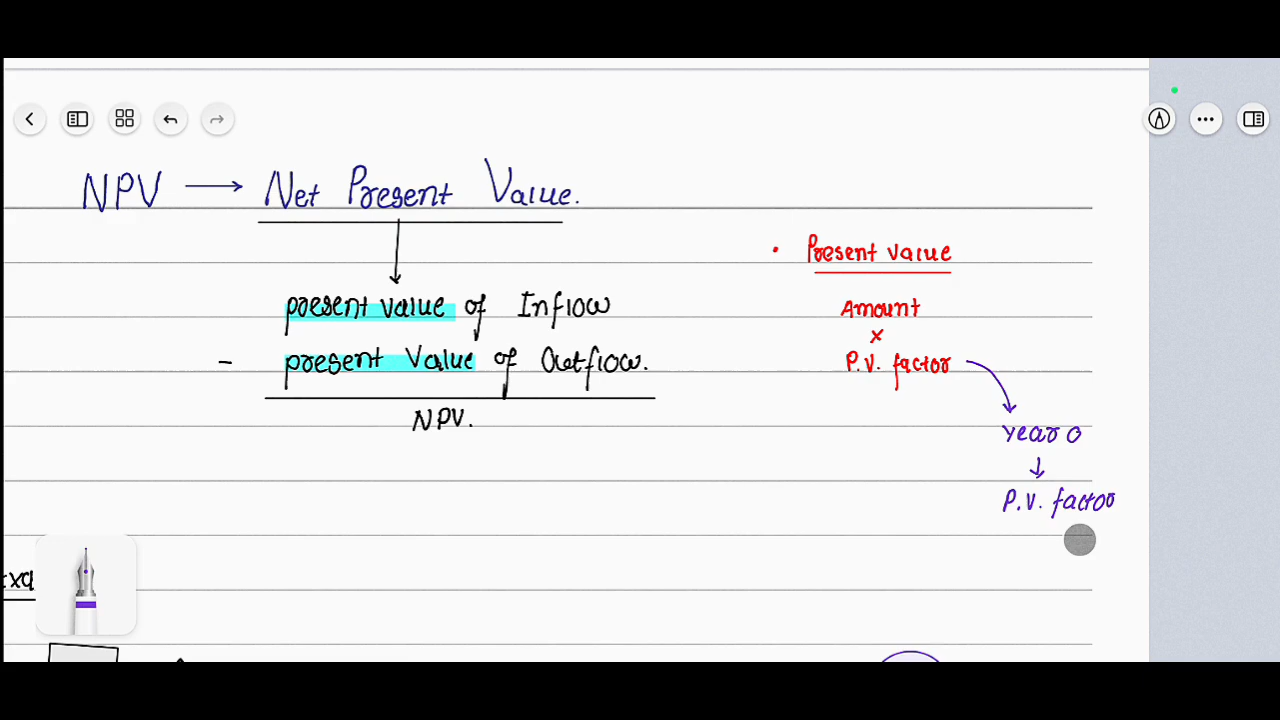 NPV → Net Present Value.
present value of Inflow
- present Value of Outflow.
NPV.
• Present value
Amount
×
P.V. factor
Year 0
↓
P.V. factor